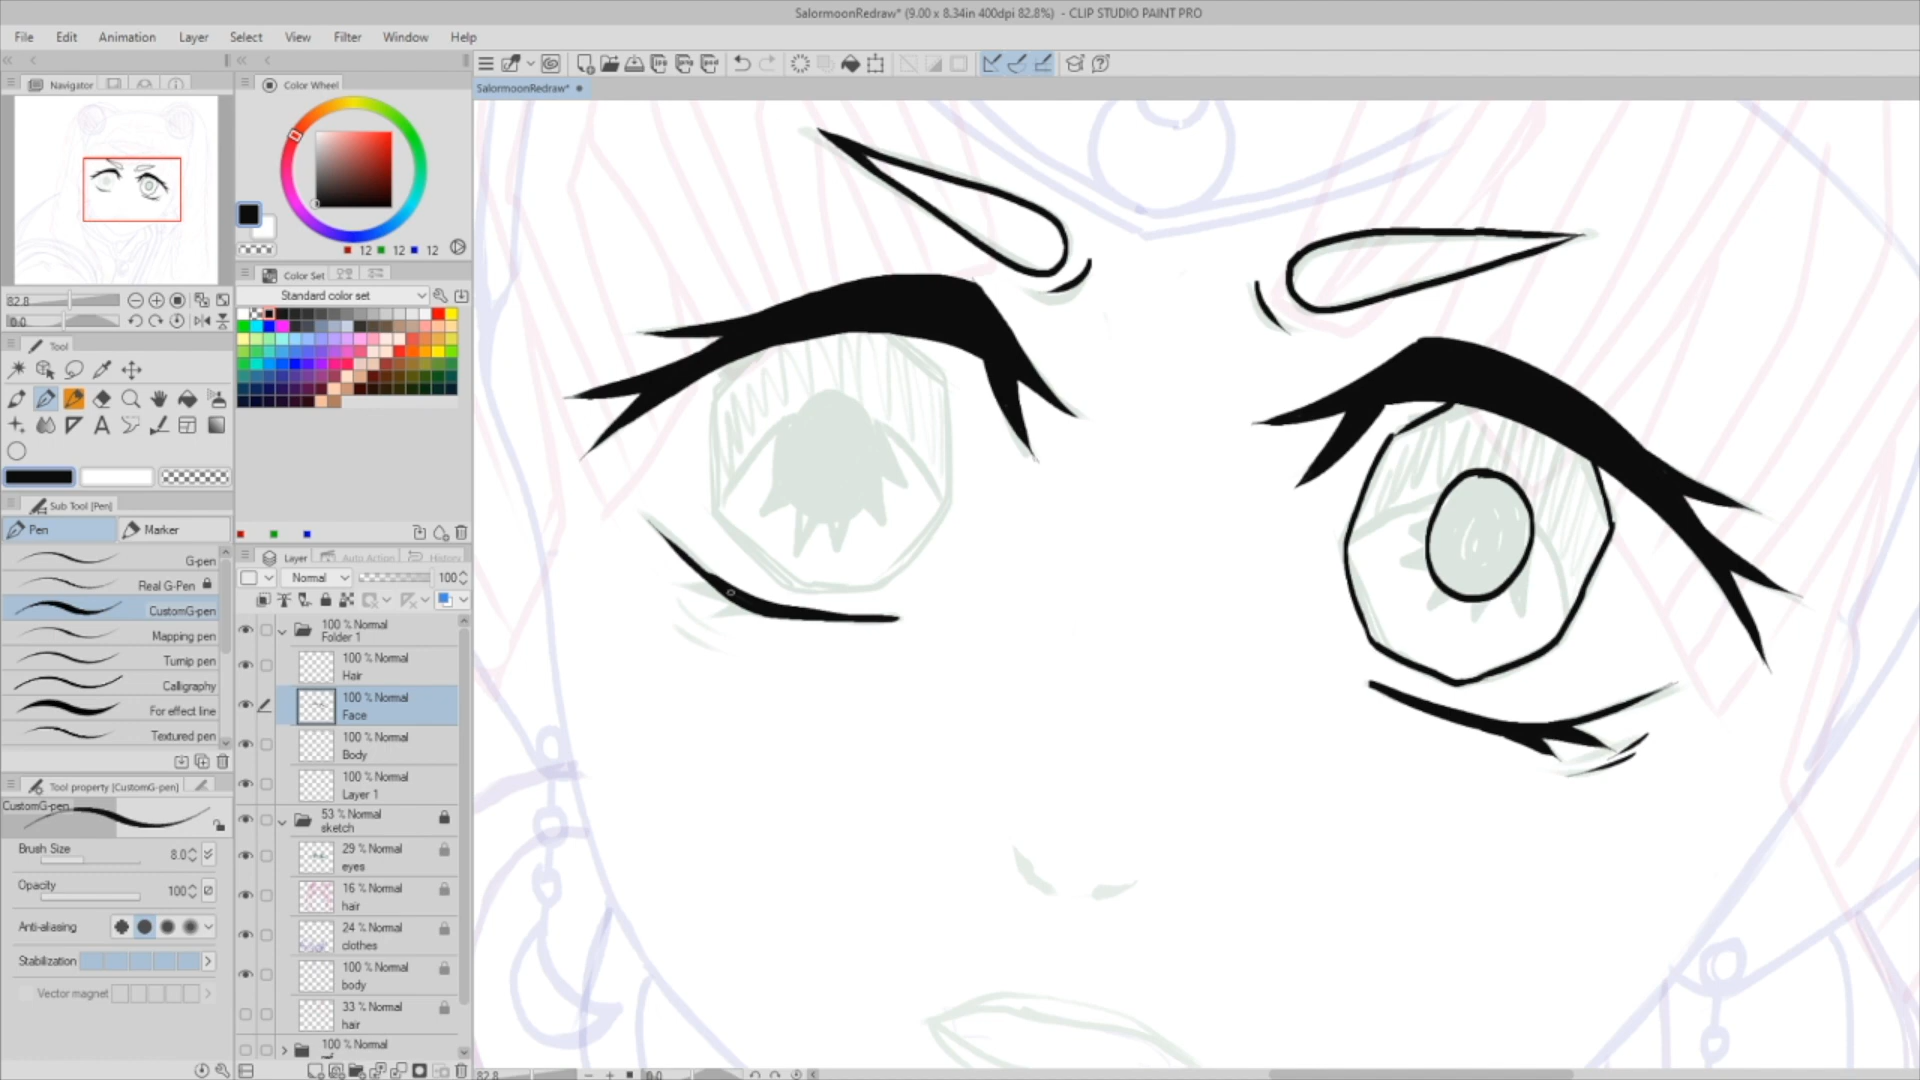 SalormoonRedraw* (9.00 x 8.34in 400dpi 82.8%) - CLIP STUDIO PAINT PRO
File Edit Animation Layer Select View Filter Window Help
Navigator
Color Wheel
SalormoonRedraw*
12 12 12
Color Set
Standard color set
82.8
0.0
Tool
Sub Tool [Pen]
Pen Marker
G-pen
Real G-Pen
CustomG-pen
Mapping pen
Turnip pen
Calligraphy
For effect line
Textured pen
Tool property [CustomG-pen]
CustomG-pen
Brush Size 8.0
Opacity 100
Anti-aliasing
Stabilization
Vector magnet
Layer Auto Action History
Normal 100
100 % Normal
Folder 1
100 % Normal
Hair
100 % Normal
Face
100 % Normal
Body
100 % Normal
Layer 1
53 % Normal
sketch
29 % Normal
eyes
16 % Normal
hair
24 % Normal
clothes
100 % Normal
body
33 % Normal
hair
100 % Normal
82.8 0.0